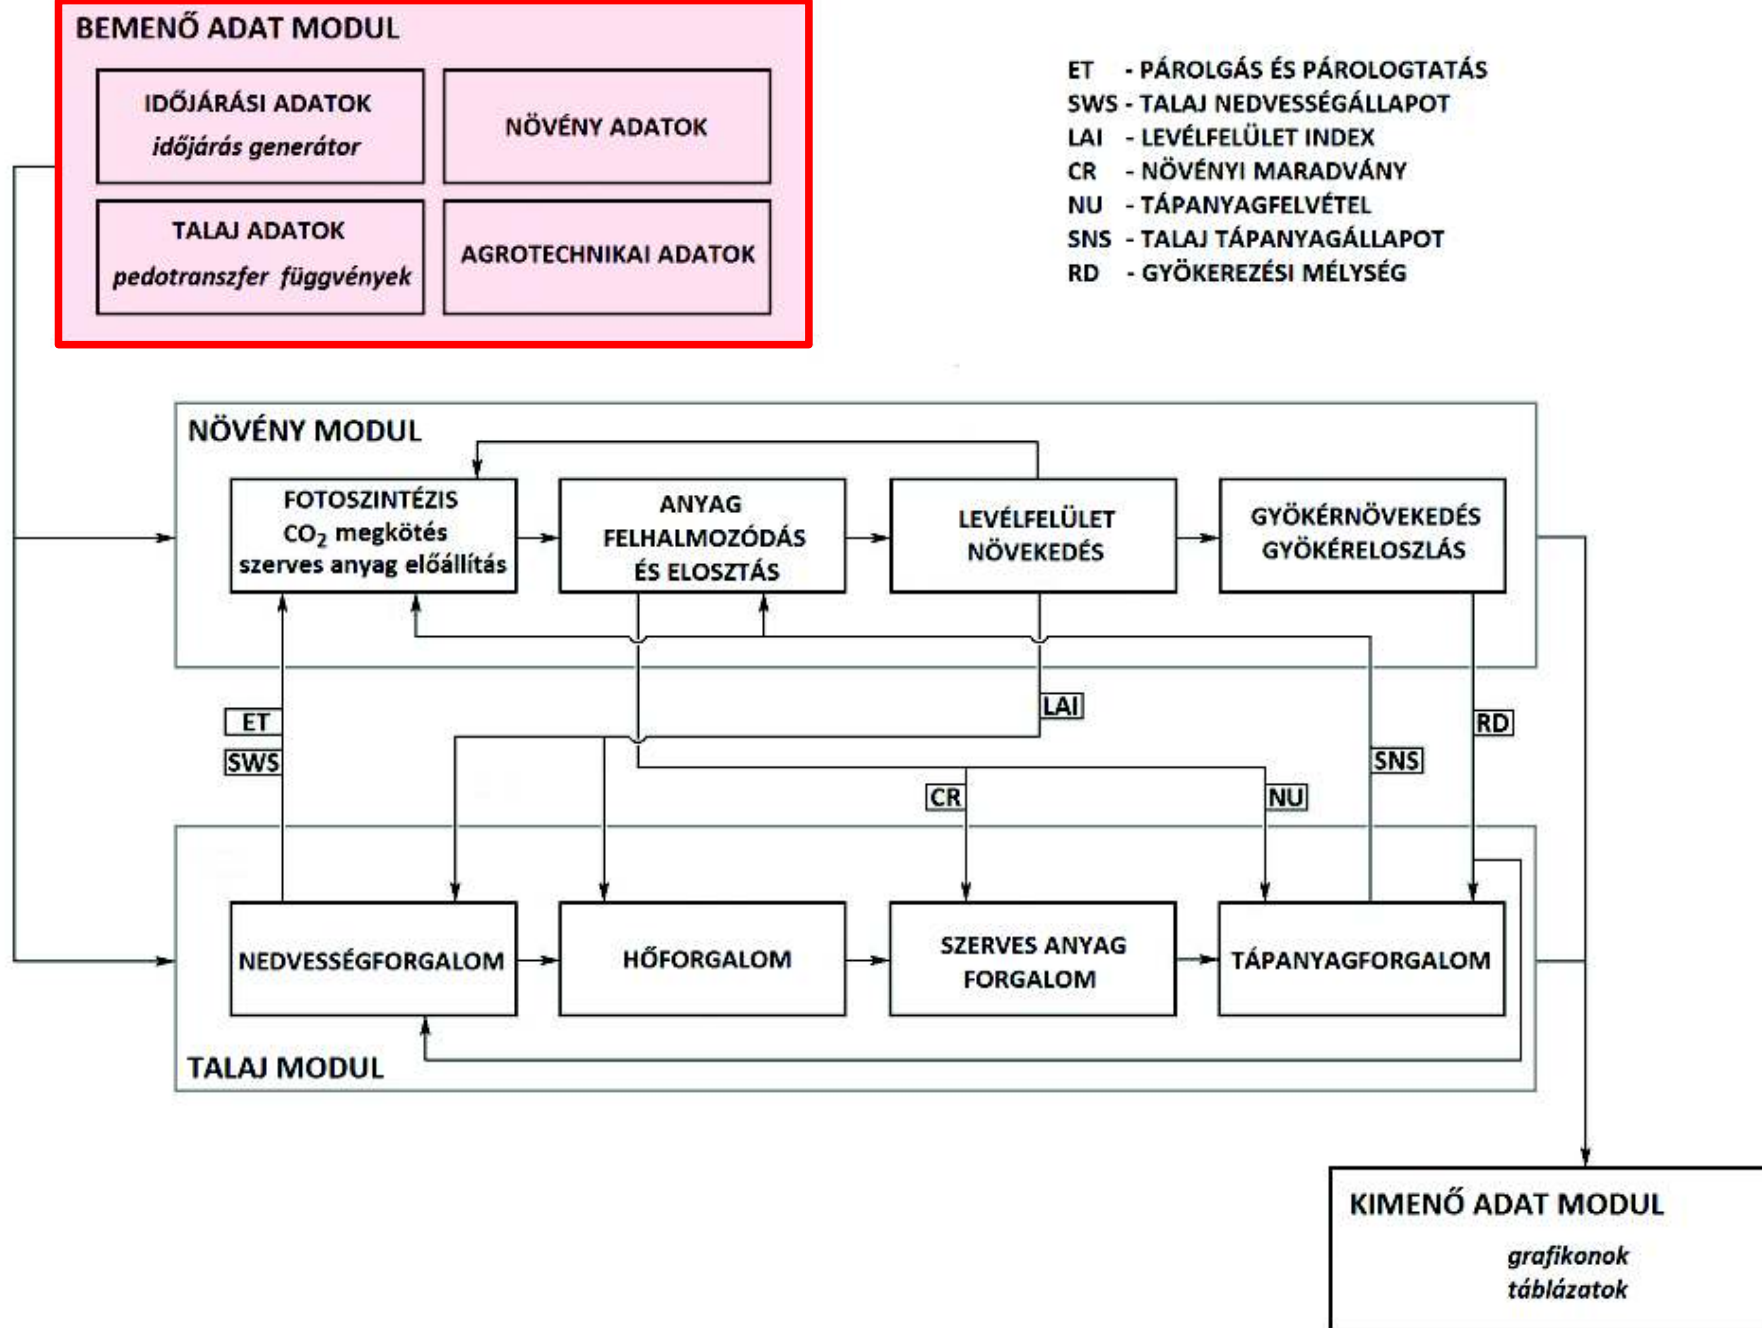 BEMENŐ ADAT MODUL
IDŐJÁRÁSI ADATOK
időjárás generátor
NÖVÉNY ADATOK
TALAJ ADATOK
pedotranszfer függvények
AGROTECHNIKAI ADATOK
ET - PÁROLGÁS ÉS PÁROLOGTATÁS
SWS - TALAJ NEDVESSÉGÁLLAPOT
LAI - LEVÉLFELÜLET INDEX
CR - NÖVÉNYI MARADVÁNY
NU - TÁPANYAGFELVÉTEL
SNS - TALAJ TÁPANYAGÁLLAPOT
RD - GYÖKEREZÉSI MÉLYSÉG
NÖVÉNY MODUL
FOTOSZINTÉZIS
CO₂ megkötés
szerves anyag előállítás
ANYAG
FELHALMOZÓDÁS
ÉS ELOSZTÁS
LEVÉLFELÜLET
NÖVEKEDÉS
GYÖKÉRNÖVEKEDÉS
GYÖKÉRELOSZLÁS
ET
SWS
LAI
RD
SNS
CR
NU
NEDVESSÉGFORGALOM
HŐFORGALOM
SZERVES ANYAG
FORGALOM
TÁPANYAGFORGALOM
TALAJ MODUL
KIMENŐ ADAT MODUL
grafikonok
táblázatok